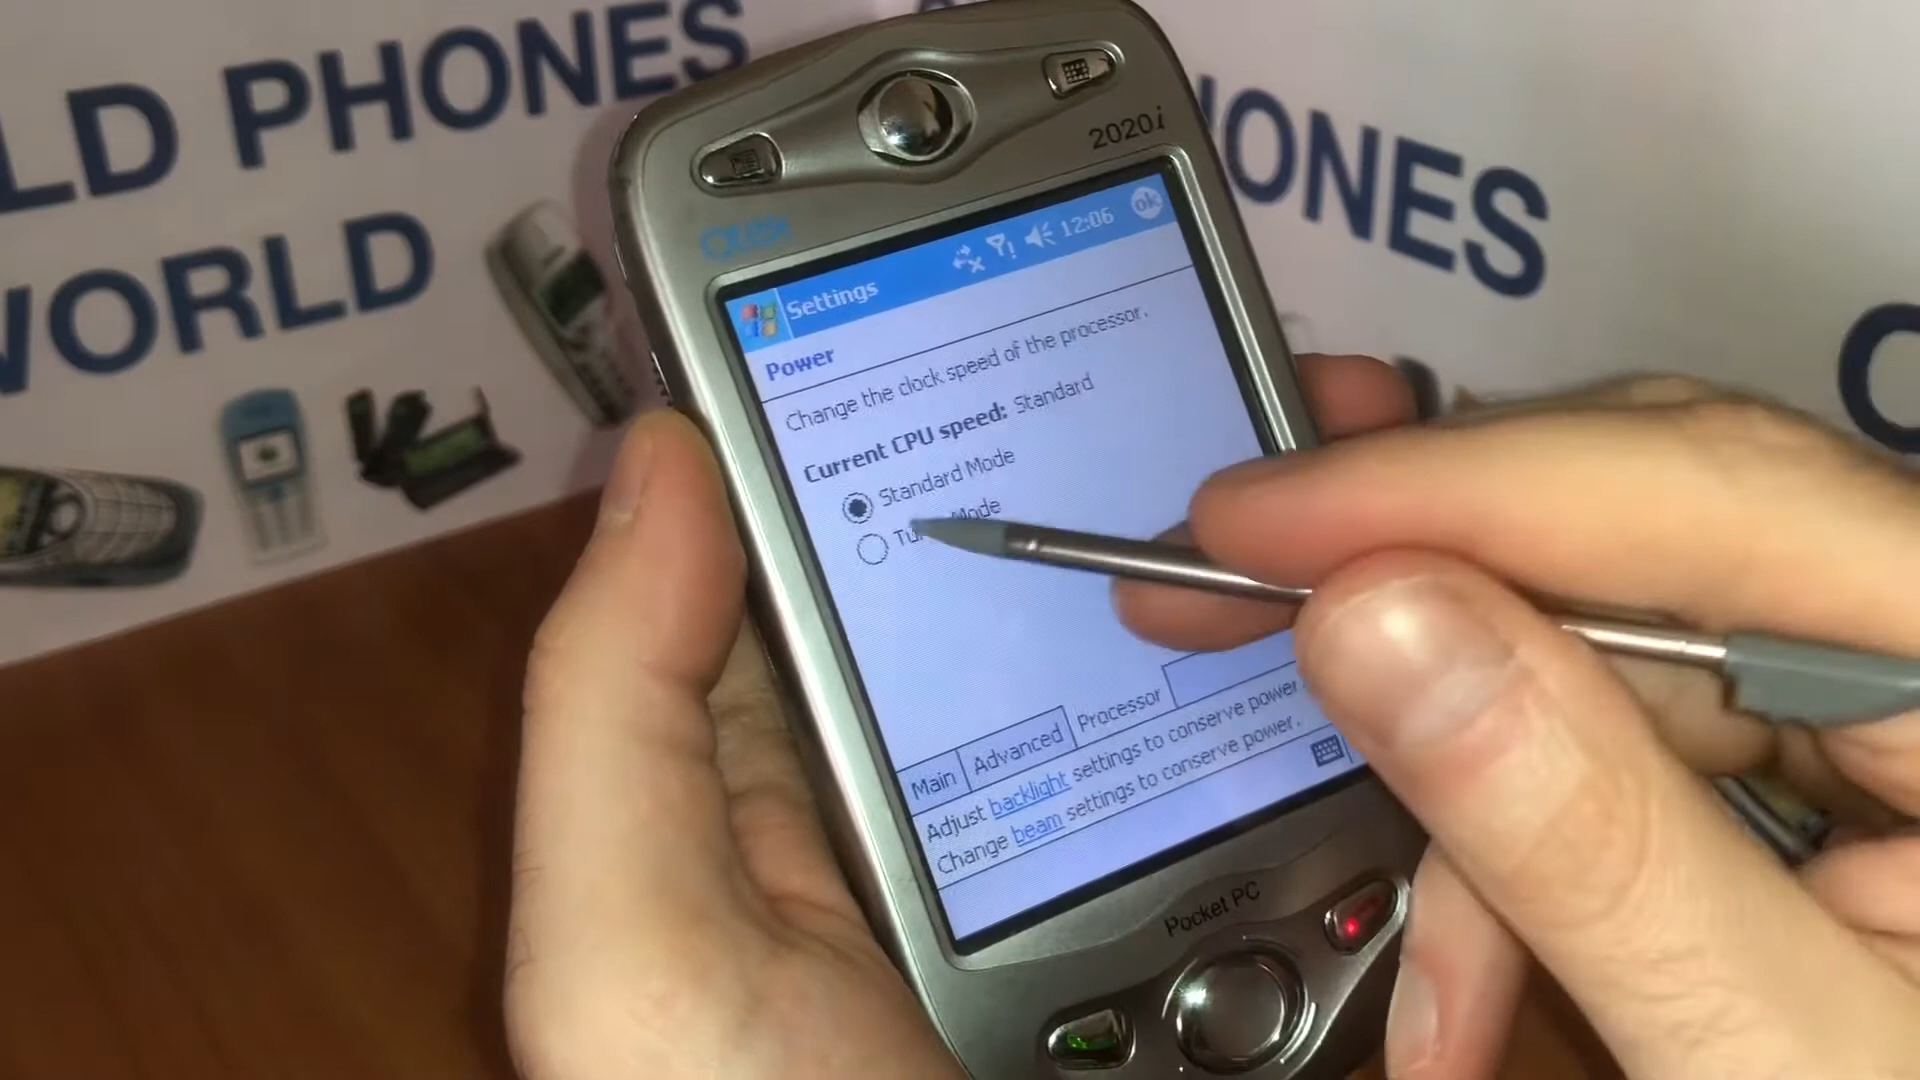 LD PHONES
WORLD
PHONES
2020i
Qtek
12:06
ok
Settings
Power
Change the clock speed of the processor.
Current CPU speed: Standard
Standard Mode
Mode
Main
Advanced
Processor
Adjust backlight settings to conserve power.
Change beam settings to conserve power.
Pocket PC